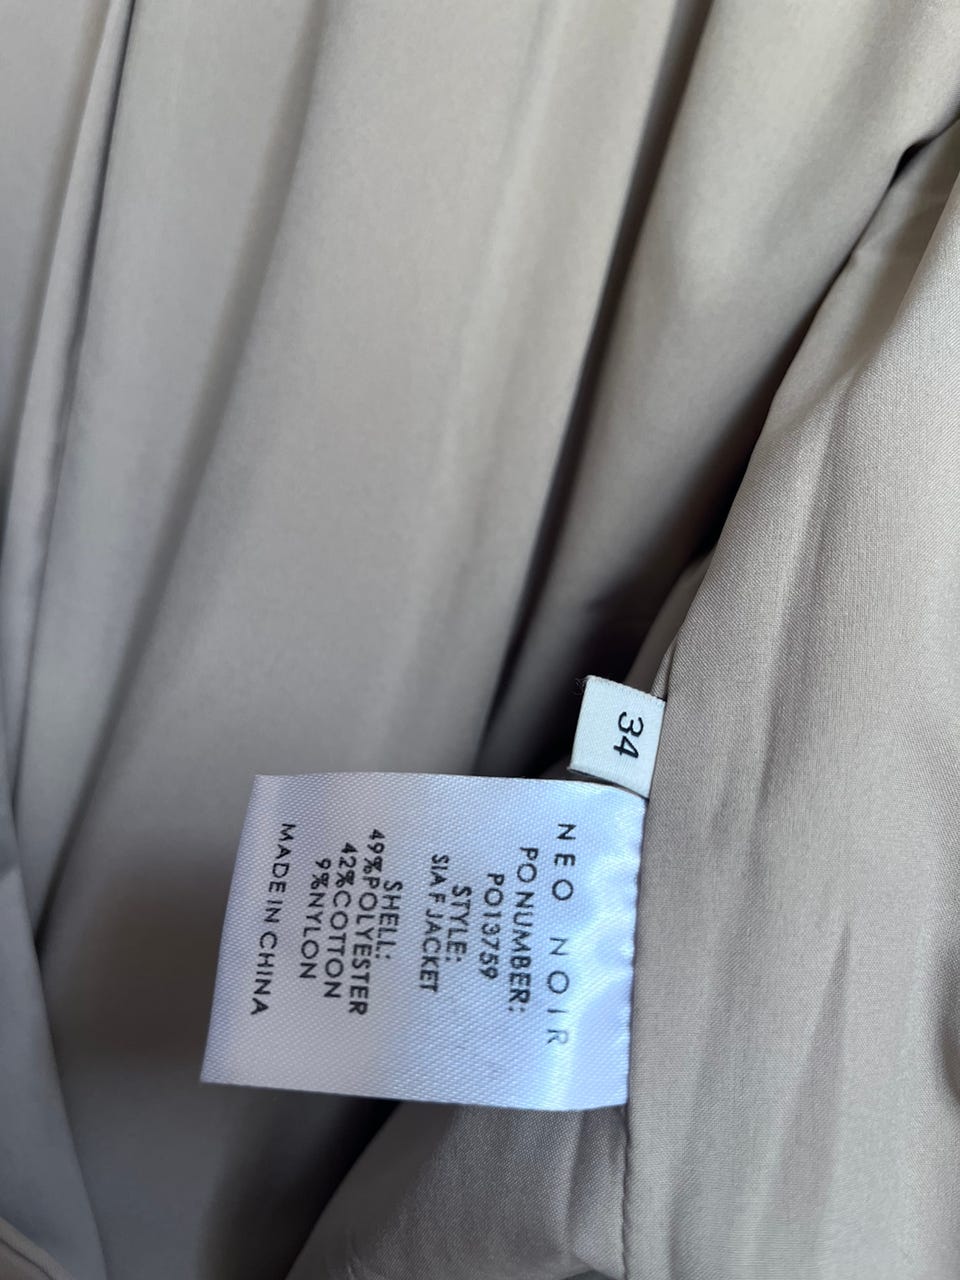 34
NEO NOIR
PO NUMBER:
PO13759
STYLE:
SIA F JACKET
SHELL:
49%POLYESTER
42%COTTON
9%NYLON
MADE IN CHINA